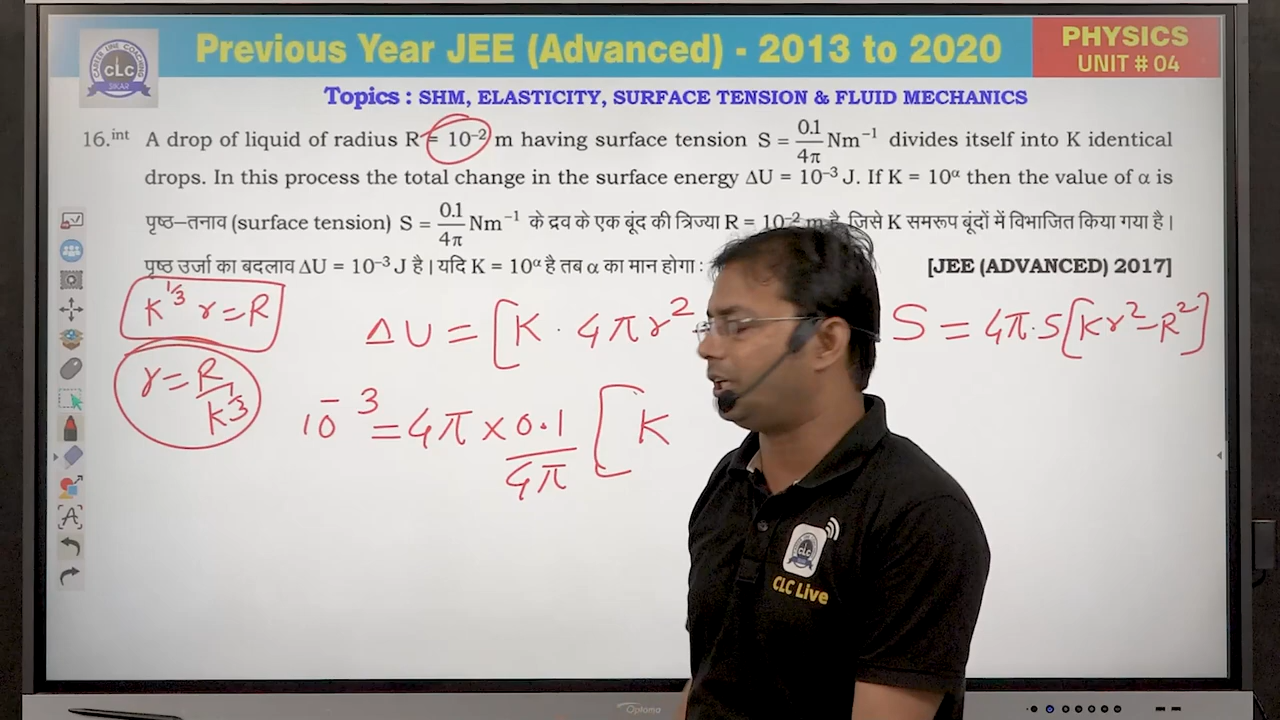 Previous Year JEE (Advanced) - 2013 to 2020
PHYSICS
UNIT # 04
CLC
SIKAR
Topics : SHM, ELASTICITY, SURFACE TENSION & FLUID MECHANICS
16.int A drop of liquid of radius R = 10⁻² m having surface tension S = 0.1/4π Nm⁻¹ divides itself into K identical
drops. In this process the total change in the surface energy ΔU = 10⁻³ J. If K = 10^α then the value of α is
पृष्ठ–तनाव (surface tension) S = 0.1/4π Nm⁻¹ के द्रव के एक बूंद की त्रिज्या R = 10⁻² m है, जिसे K समरूप बूंदों में विभाजित किया गया है।
पृष्ठ उर्जा का बदलाव ΔU = 10⁻³ J है। यदि K = 10^α है तब α का मान होगा :
[JEE (ADVANCED) 2017]
K^1/3 r = R
ΔU = [K · 4πr² S = 4π·S[Kr² – R²]
r = R/K^1/3
10⁻³ = 4π × 0.1/4π [ K
CLC
CLC Live
Optoma